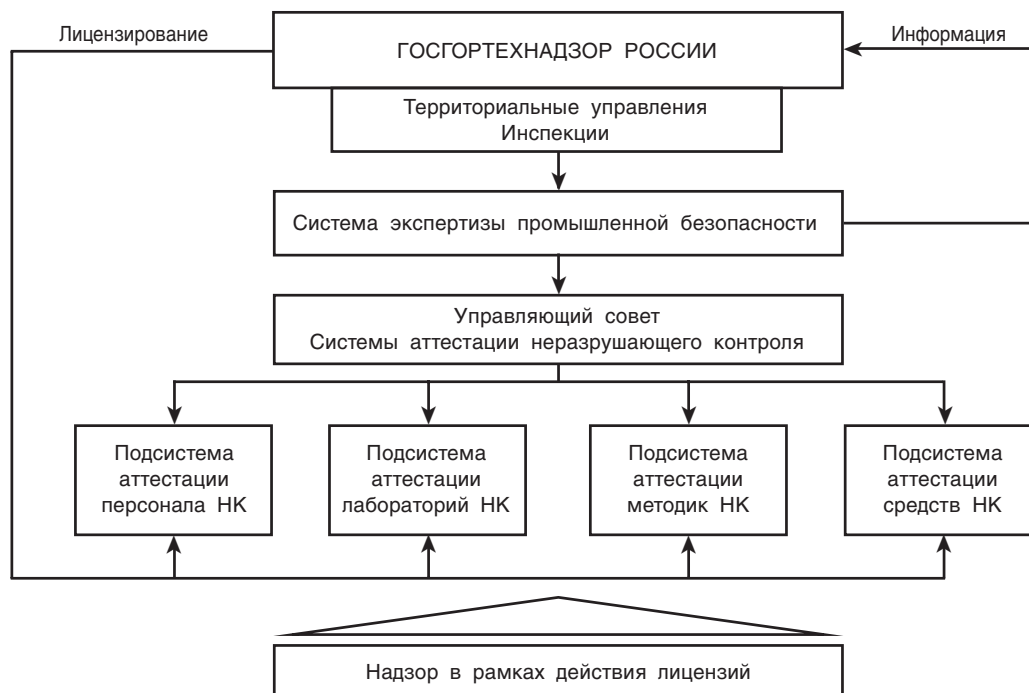 Лицензирование
ГОСГОРТЕХНАДЗОР РОССИИ
Информация
Территориальные управления
Инспекции
Система экспертизы промышленной безопасности
Управляющий совет
Системы аттестации неразрушающего контроля
Подсистема
аттестации
персонала НК
Подсистема
аттестации
лабораторий НК
Подсистема
аттестации
методик НК
Подсистема
аттестации
средств НК
Надзор в рамках действия лицензий